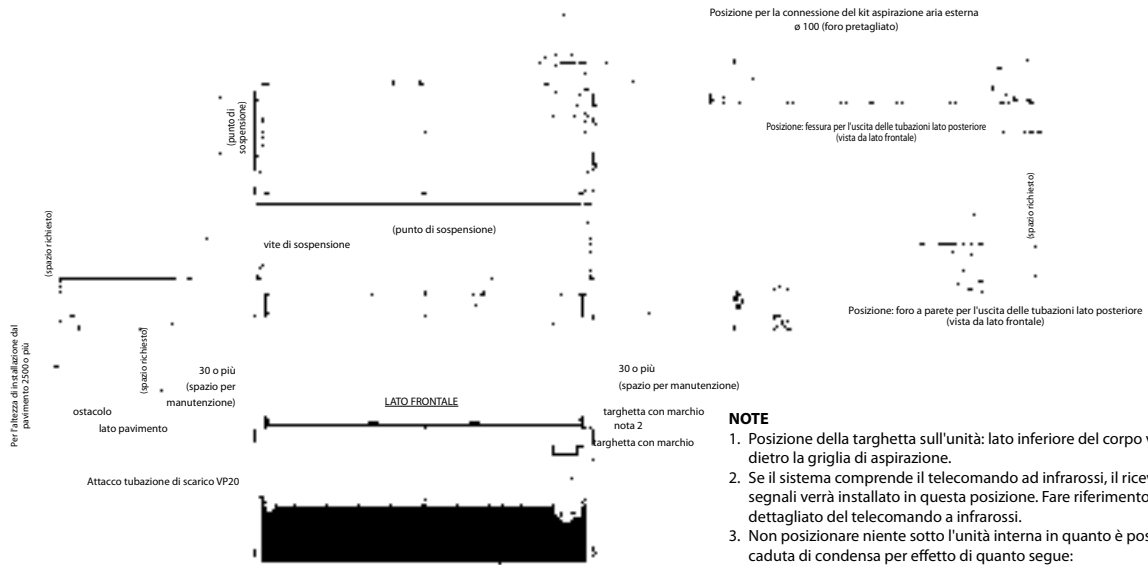 Posizione per la connessione del kit aspirazione aria esterna
ø 100 (foro pretagliato)
(punto di
sospensione)
Posizione: fessura per l'uscita delle tubazioni lato posteriore
(vista da lato frontale)
(spazio richiesto)
(spazio richiesto)
(punto di sospensione)
vite di sospensione
Posizione: foro a parete per l'uscita delle tubazioni lato posteriore
(vista da lato frontale)
Per l'altezza di installazione dal
pavimento 2500 o più
(spazio richiesto)
30 o più
(spazio per
manutenzione)
30 o più
(spazio per manutenzione)
ostacolo
lato pavimento
LATO FRONTALE
targhetta con marchio
nota 2
targhetta con marchio
Attacco tubazione di scarico VP20
NOTE
1. Posizione della targhetta sull'unità: lato inferiore del corpo
dietro la griglia di aspirazione.
2. Se il sistema comprende il telecomando ad infrarossi, il
segnali verrà installato in questa posizione. Fare riferimento
dettagliato del telecomando a infrarossi.
3. Non posizionare niente sotto l'unità interna in quanto è
caduta di condensa per effetto di quanto segue: